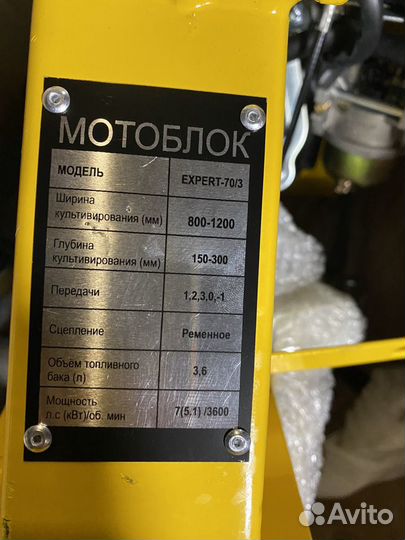 МОТОБЛОК
МОДЕЛЬ EXPERT-70/3
Ширина
культивирования (мм) 800-1200
Глубина
культивирования (мм) 150-300
Передачи 1,2,3,0,-1
Сцепление Ременное
Объём топливного
бака (л) 3,6
Мощность
л.с (кВт)/об. мин 7(5,1) /3600
Avito